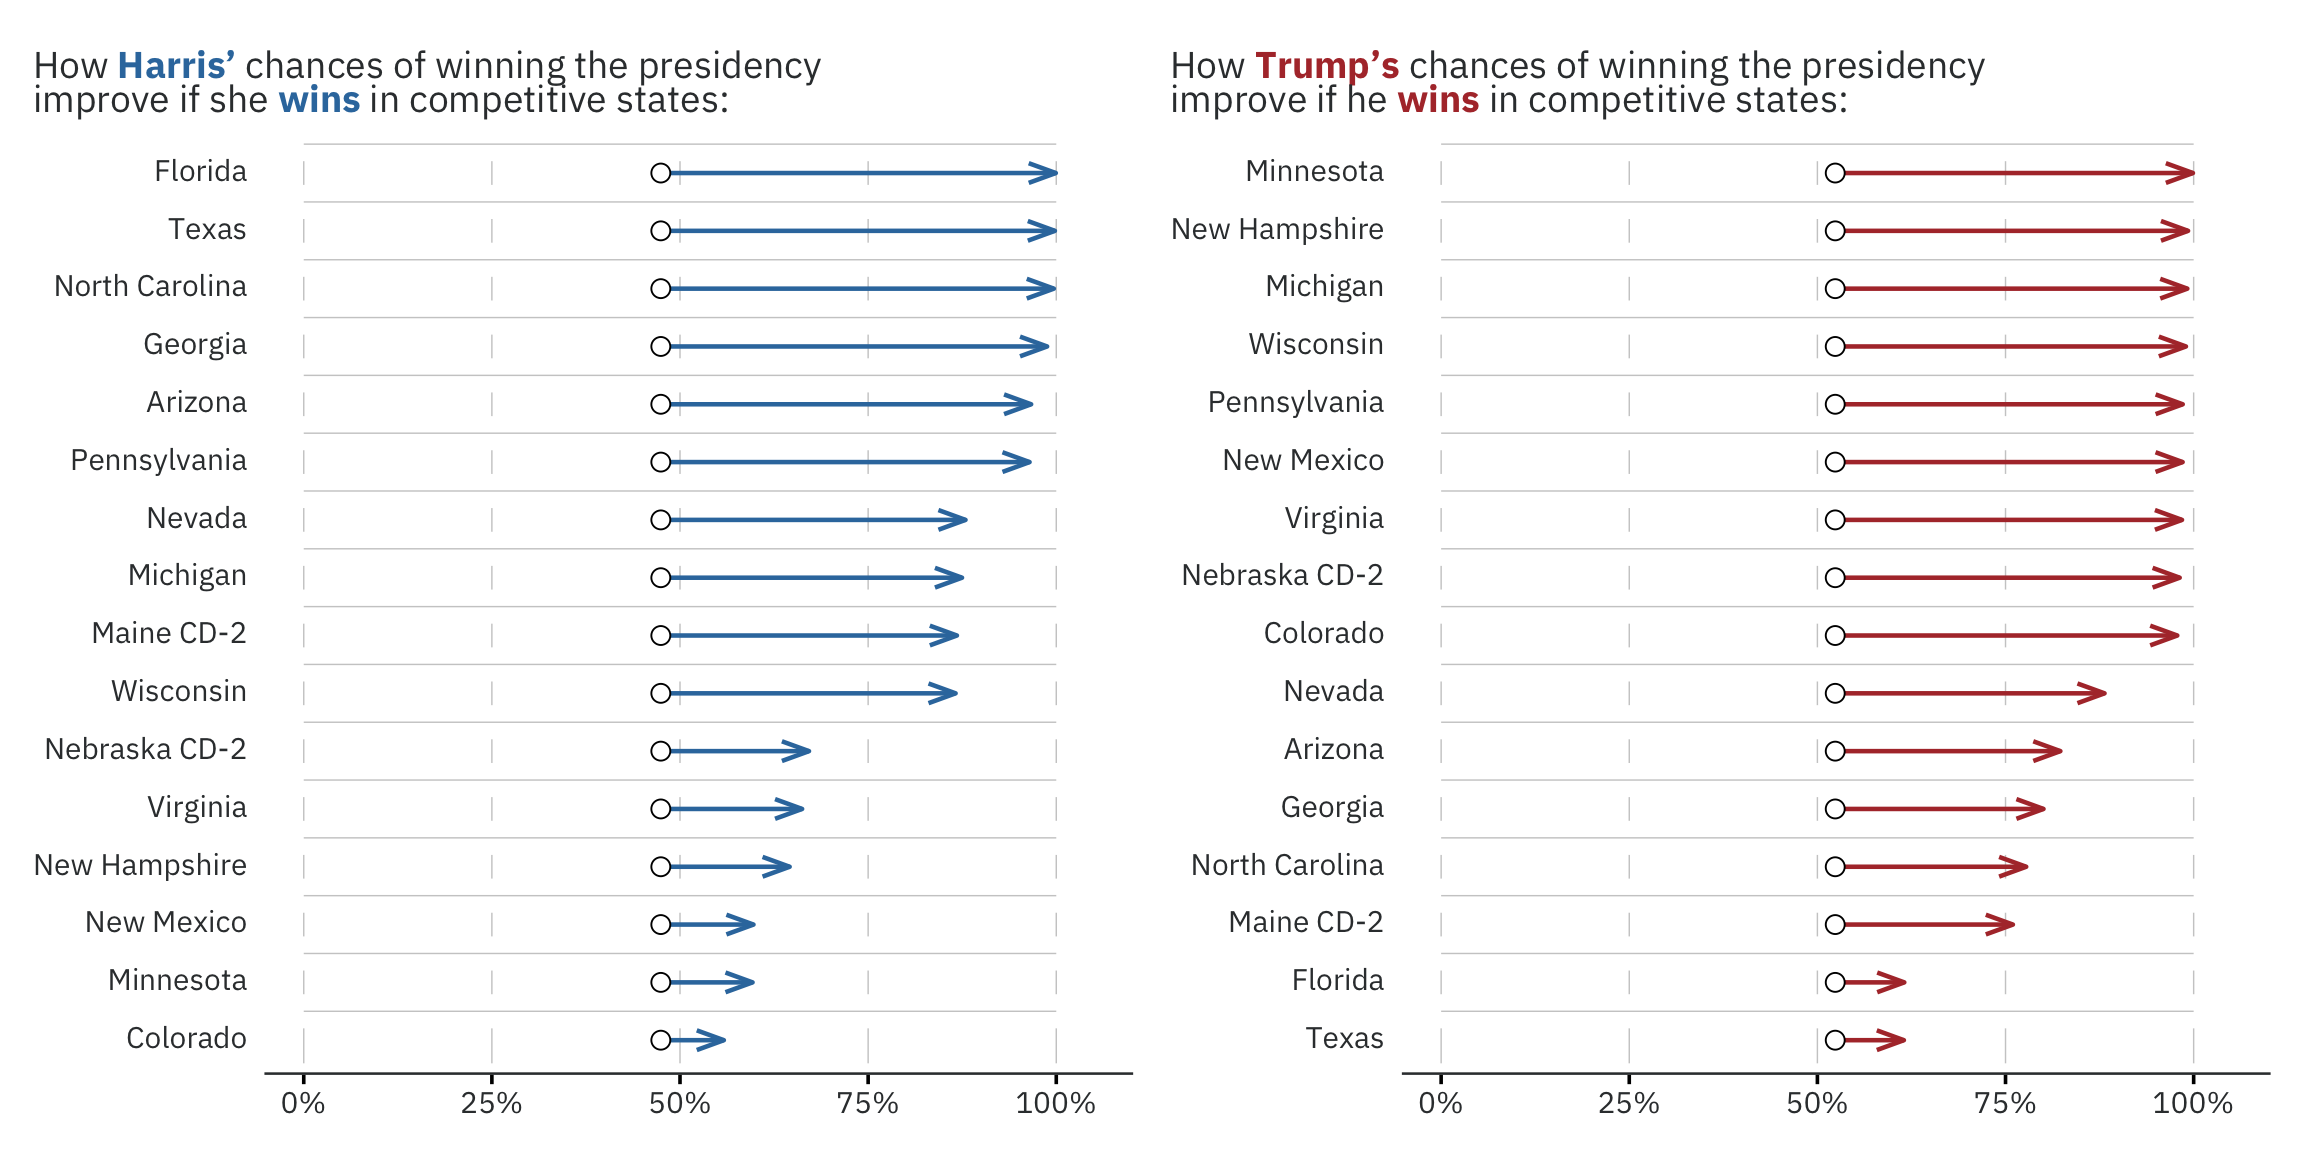 How Harris’ chances of winning the presidency
improve if she wins in competitive states:
Florida
Texas
North Carolina
Georgia
Arizona
Pennsylvania
Nevada
Michigan
Maine CD-2
Wisconsin
Nebraska CD-2
Virginia
New Hampshire
New Mexico
Minnesota
Colorado
0% 25% 50% 75% 100%
How Trump’s chances of winning the presidency
improve if he wins in competitive states:
Minnesota
New Hampshire
Michigan
Wisconsin
Pennsylvania
New Mexico
Virginia
Nebraska CD-2
Colorado
Nevada
Arizona
Georgia
North Carolina
Maine CD-2
Florida
Texas
0% 25% 50% 75% 100%